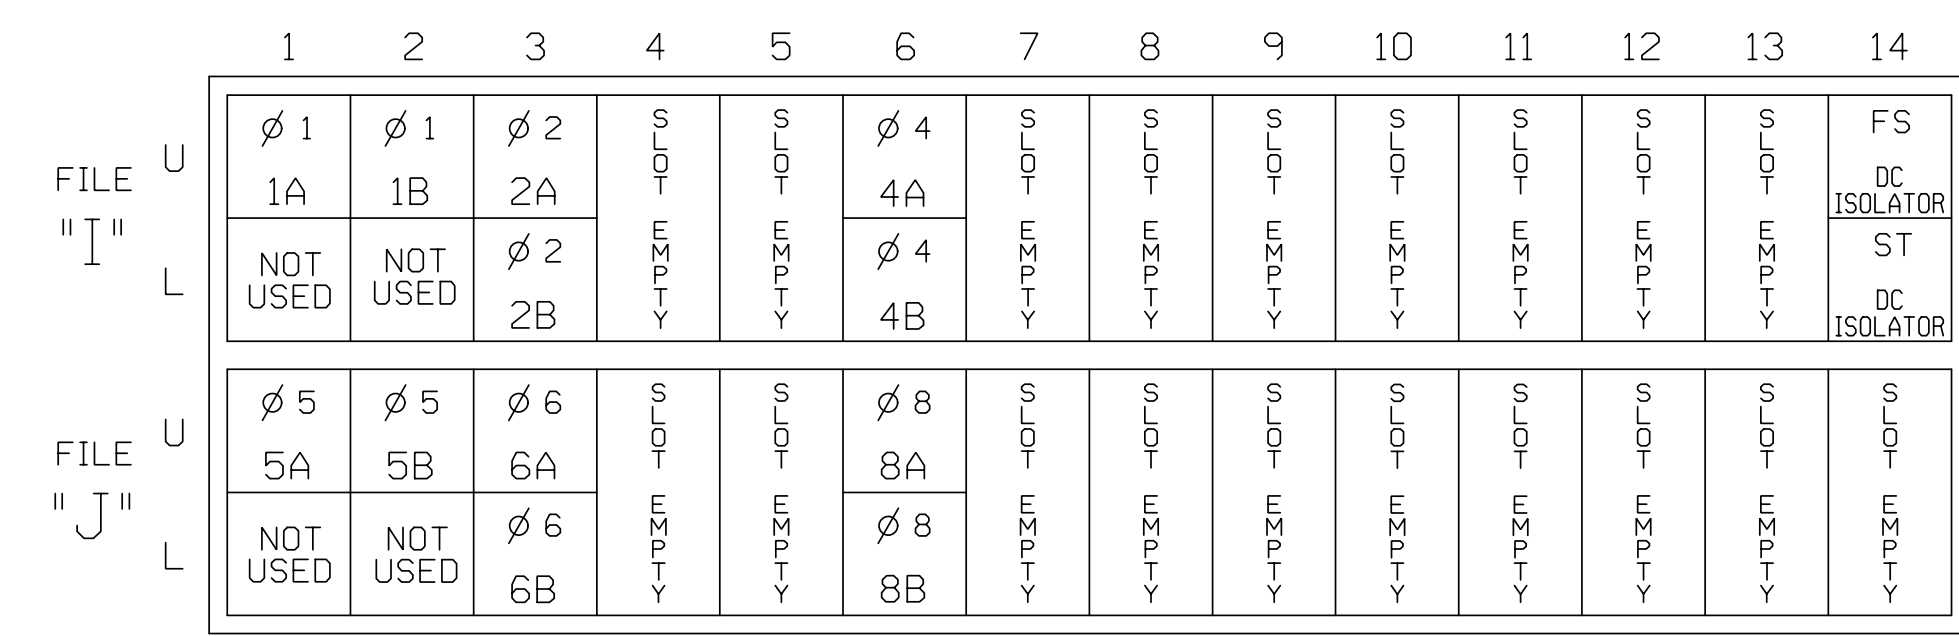 1 2 3 4 5 6 7 8 9 10 11 12 13 14
FILE "I"
U
L
Ø 1
1A
NOT USED
Ø 1
1B
NOT USED
Ø 2
2A
Ø 2
2B
SLOT EMPTY
SLOT EMPTY
Ø 4
4A
Ø 4
4B
SLOT EMPTY
SLOT EMPTY
SLOT EMPTY
SLOT EMPTY
SLOT EMPTY
SLOT EMPTY
SLOT EMPTY
FS
DC
ISOLATOR
ST
DC
ISOLATOR
FILE "J"
U
L
Ø 5
5A
NOT USED
Ø 5
5B
NOT USED
Ø 6
6A
Ø 6
6B
SLOT EMPTY
SLOT EMPTY
Ø 8
8A
Ø 8
8B
SLOT EMPTY
SLOT EMPTY
SLOT EMPTY
SLOT EMPTY
SLOT EMPTY
SLOT EMPTY
SLOT EMPTY
SLOT EMPTY